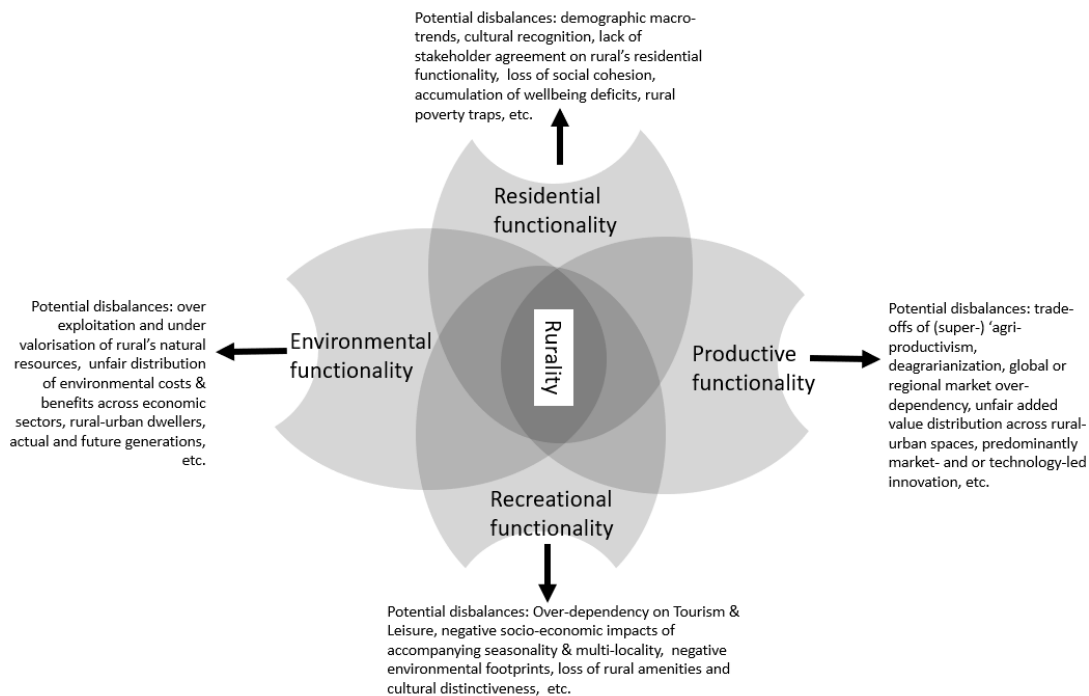 Potential disbalances: demographic macro-
trends, cultural recognition, lack of
stakeholder agreement on rural's residential
functionality,  loss of social cohesion,
accumulation of wellbeing deficits, rural
poverty traps, etc.
Residential
functionality
Potential disbalances: over
exploitation and under
valorisation of rural's natural
resources,  unfair distribution
of environmental costs &
benefits across economic
sectors, rural-urban dwellers,
actual and future generations,
etc.
Environmental
functionality
Rurality
Productive
functionality
Potential disbalances: trade-
offs of (super-) ‘agri-
productivism,
deagrarianization, global or
regional market over-
dependency, unfair added
value distribution across rural-
urban spaces, predominantly
market- and or technology-led
innovation, etc.
Recreational
functionality
Potential disbalances: Over-dependency on Tourism &
Leisure, negative socio-economic impacts of
accompanying seasonality & multi-locality,  negative
environmental footprints, loss of rural amenities and
cultural distinctiveness,  etc.